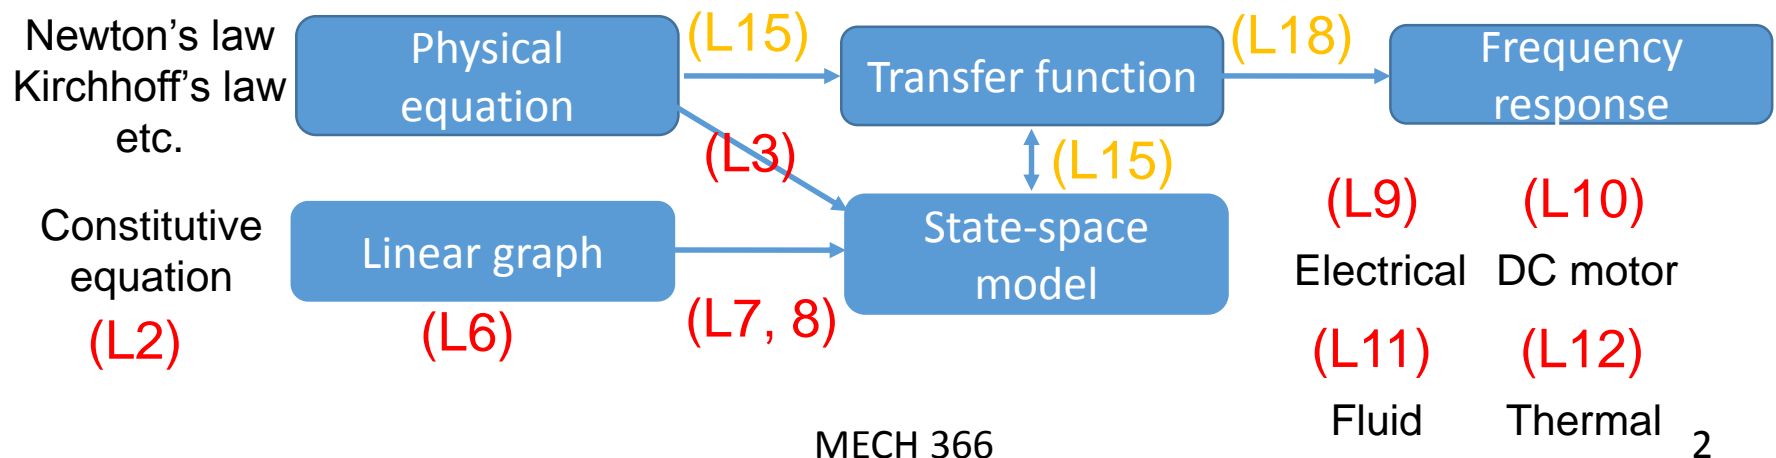 Newton's law
Kirchhoff's law
etc.
Physical
equation
(L15)
Transfer function
(L18)
Frequency
response
(L3)
(L15)
Constitutive
equation
(L2)
Linear graph
(L6)
(L7, 8)
State-space
model
(L9)
Electrical
(L10)
DC motor
(L11)
Fluid
(L12)
Thermal
MECH 366
2